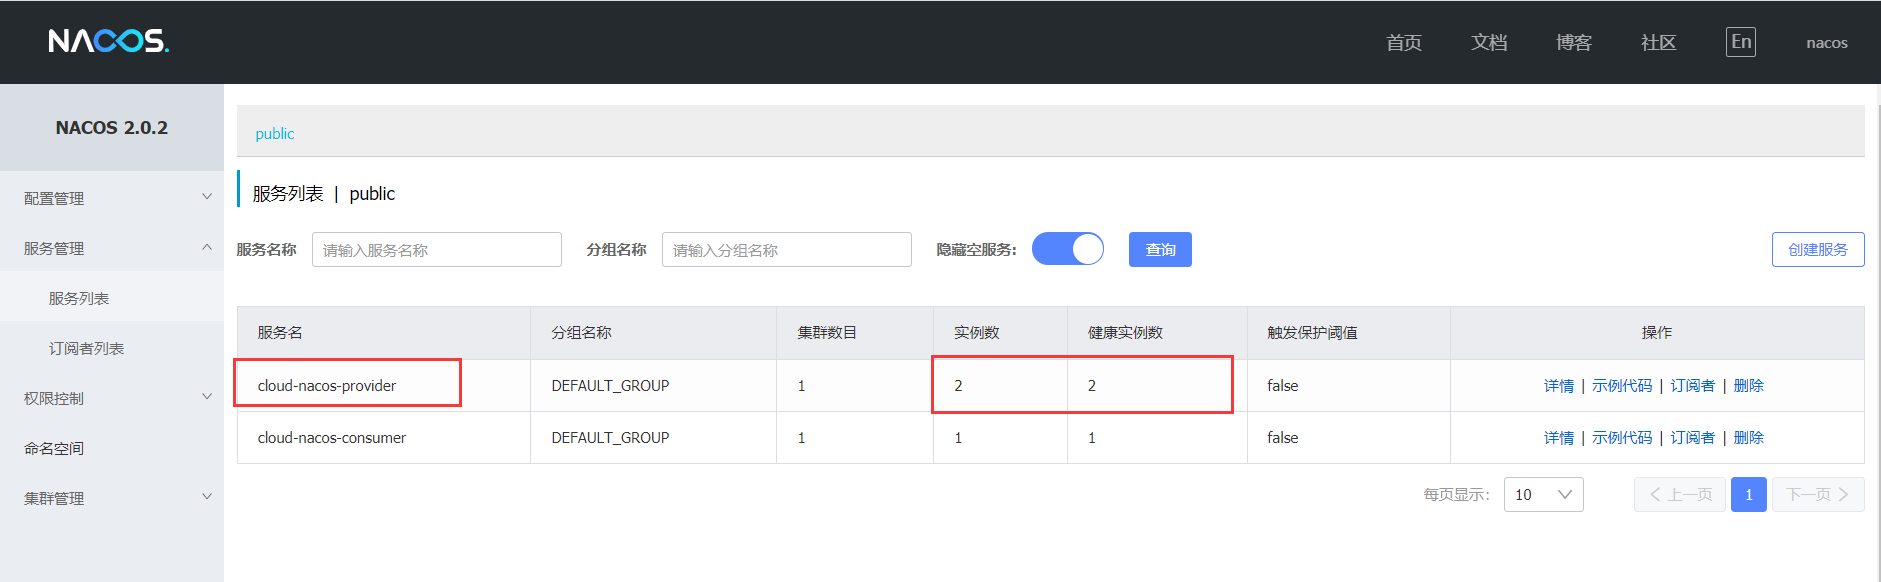 NACOS.
首页 文档 博客 社区 En nacos
NACOS 2.0.2
配置管理
服务管理
服务列表
订阅者列表
权限控制
命名空间
集群管理
public
服务列表 | public
服务名称 请输入服务名称 分组名称 请输入分组名称 隐藏空服务: 查询 创建服务
服务名 分组名称 集群数目 实例数 健康实例数 触发保护阈值 操作
cloud-nacos-provider DEFAULT_GROUP 1 2 2 false 详情 | 示例代码 | 订阅者 | 删除
cloud-nacos-consumer DEFAULT_GROUP 1 1 1 false 详情 | 示例代码 | 订阅者 | 删除
每页显示: 10 上一页 1 下一页